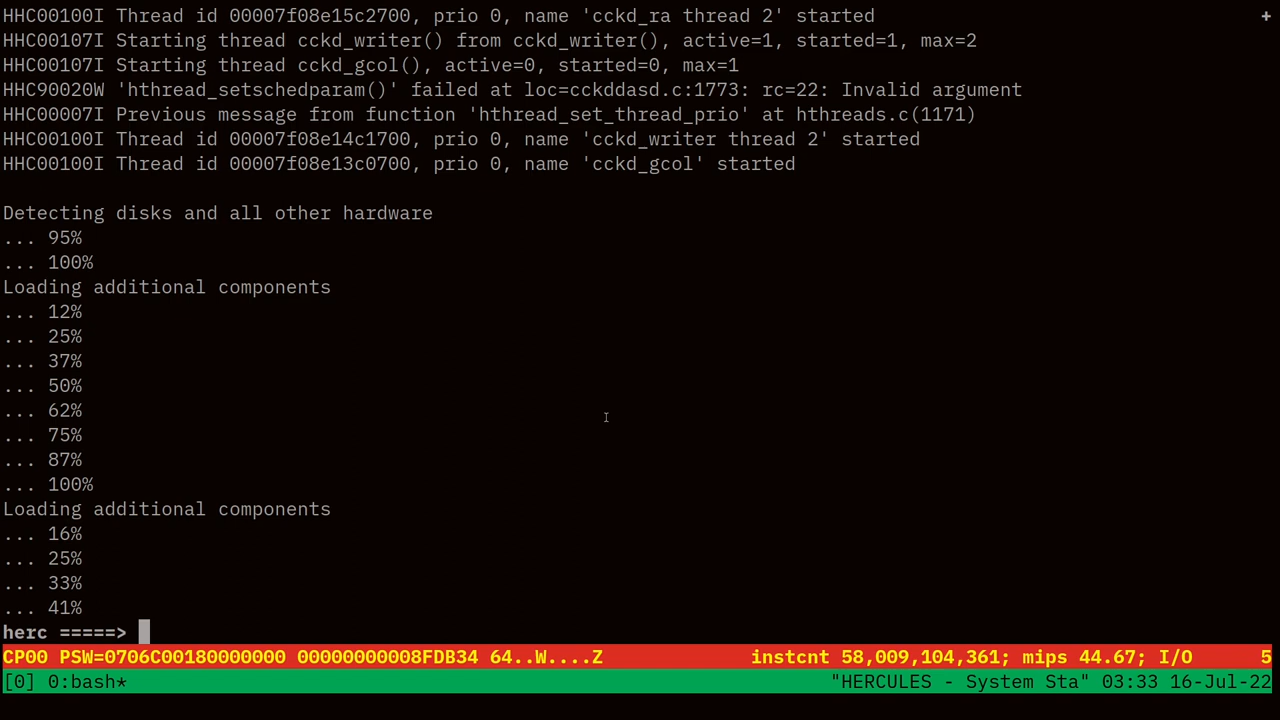 HHC00100I Thread id 00007f08e15c2700, prio 0, name 'cckd_ra thread 2' started +
HHC00107I Starting thread cckd_writer() from cckd_writer(), active=1, started=1, max=2
HHC00107I Starting thread cckd_gcol(), active=0, started=0, max=1
HHC90020W 'hthread_setschedparam()' failed at loc=cckddasd.c:1773: rc=22: Invalid argument
HHC00007I Previous message from function 'hthread_set_thread_prio' at hthreads.c(1171)
HHC00100I Thread id 00007f08e14c1700, prio 0, name 'cckd_writer thread 2' started
HHC00100I Thread id 00007f08e13c0700, prio 0, name 'cckd_gcol' started
Detecting disks and all other hardware
... 95%
... 100%
Loading additional components
... 12%
... 25%
... 37%
... 50%
... 62%
... 75%
... 87%
... 100%
Loading additional components
... 16%
... 25%
... 33%
... 41%
herc =====>
CP00 PSW=0706C00180000000 00000000008FDB34 64..W....Z instcnt 58,009,104,361; mips 44.67; I/O 5
[0] 0:bash* "HERCULES - System Sta" 03:33 16-Jul-22